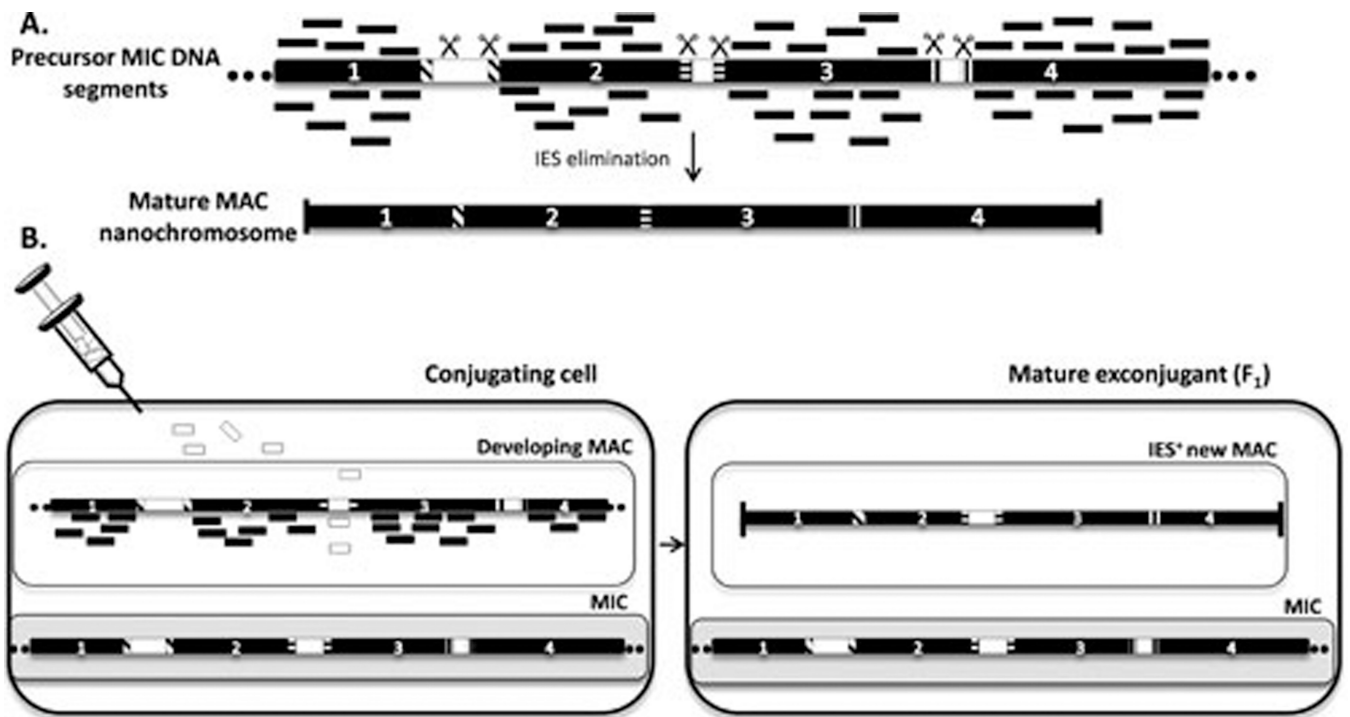 A.
Precursor MIC DNA
segments
1 2 3 4
IES elimination
Mature MAC
nanochromosome
1 2 3 4
B.
Conjugating cell
Mature exconjugant (F₁)
Developing MAC
IES⁺ new MAC
1 2 3 4
1 2 3 4
MIC
MIC
1 2 3 4
1 2 3 4